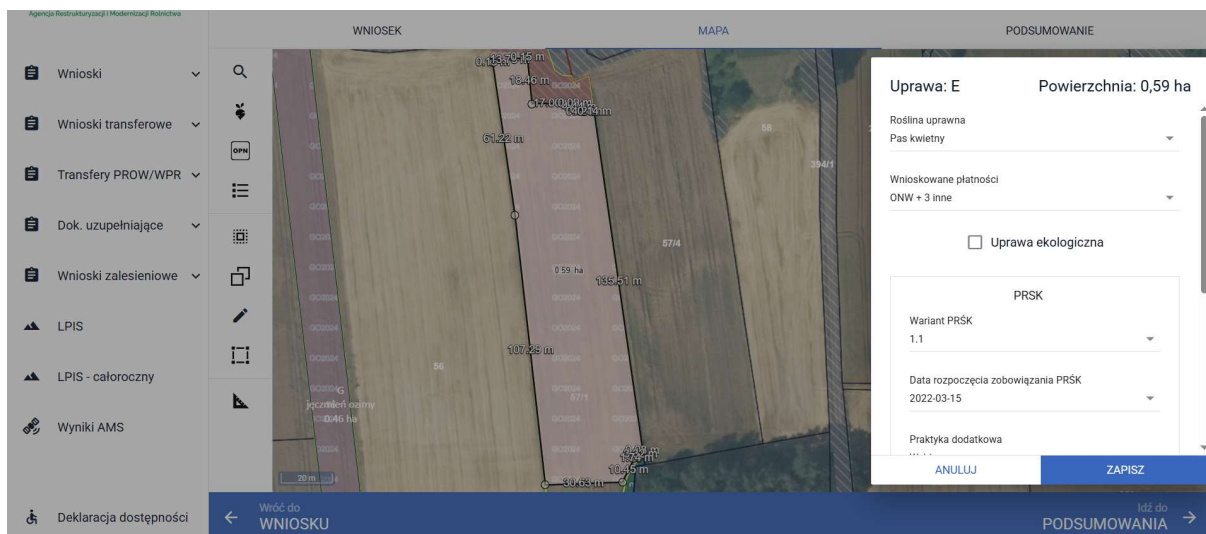 Agencja Restrukturyzacji i Modernizacji Rolnictwa
Wnioski
Wnioski transferowe
Transfery PROW/WPR
Dok. uzupełniające
Wnioski zalesieniowe
LPIS
LPIS - całoroczny
Wyniki AMS
Deklaracja dostępności
WNIOSEK
MAPA
PODSUMOWANIE
OPN
18.46 m
61.22 m
58
394/1
57/4
0.59 ha
135.51 m
107.29 m
56
57/1
G
jęczmień ozimy
0.46 ha
10.45 m
30.63 m
20 m
Uprawa: E
Powierzchnia: 0,59 ha
Roślina uprawna
Pas kwietny
Wnioskowane płatności
ONW + 3 inne
Uprawa ekologiczna
PRSK
Wariant PRŚK
1.1
Data rozpoczęcia zobowiązania PRŚK
2022-03-15
Praktyka dodatkowa
ANULUJ
ZAPISZ
Wróć do
WNIOSKU
Idź do
PODSUMOWANIA